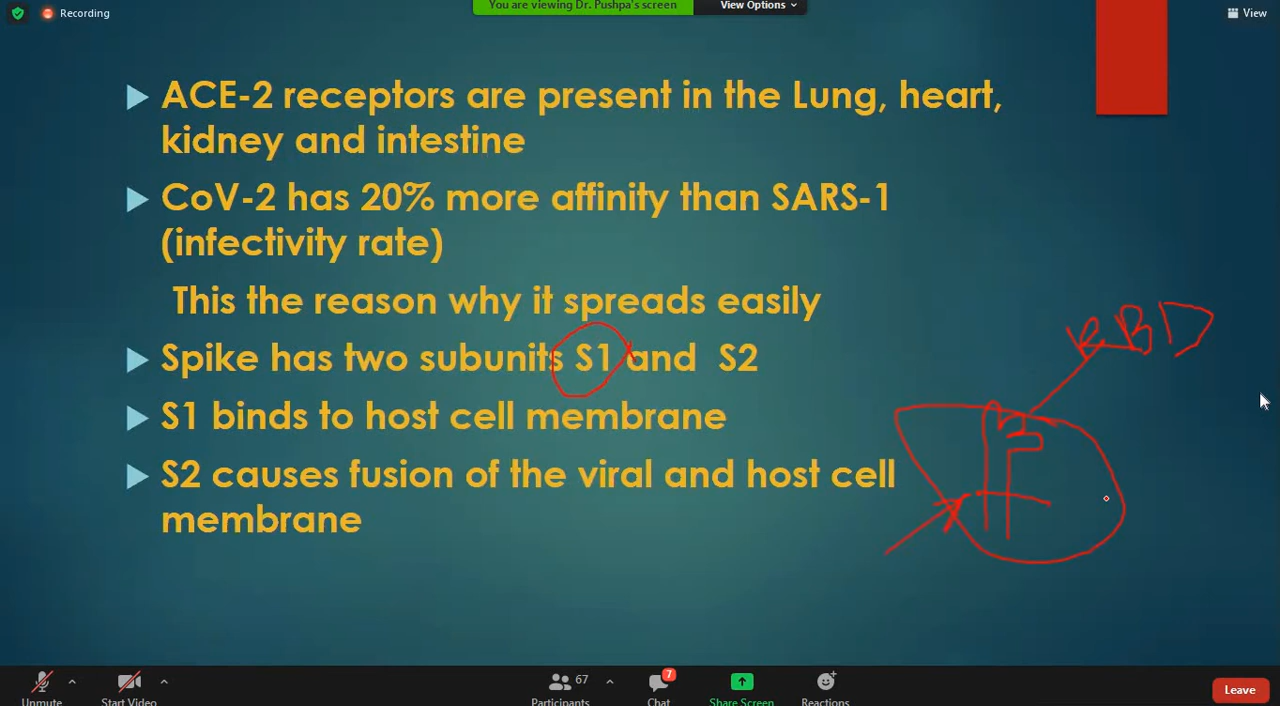 Recording
You are viewing Dr. Pushpa's screen
View Options
View
ACE-2 receptors are present in the Lung, heart,
kidney and intestine
CoV-2 has 20% more affinity than SARS-1
(infectivity rate)
This the reason why it spreads easily
Spike has two subunits S1 and S2
S1 binds to host cell membrane
S2 causes fusion of the viral and host cell
membrane
RBD
Unmute
Start Video
67
Participants
7
Chat
Share Screen
Reactions
Leave